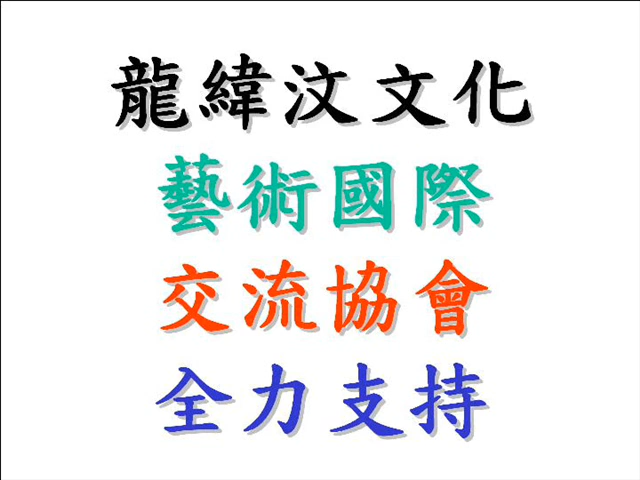 龍緯汶文化
藝術國際
交流協會
全力支持